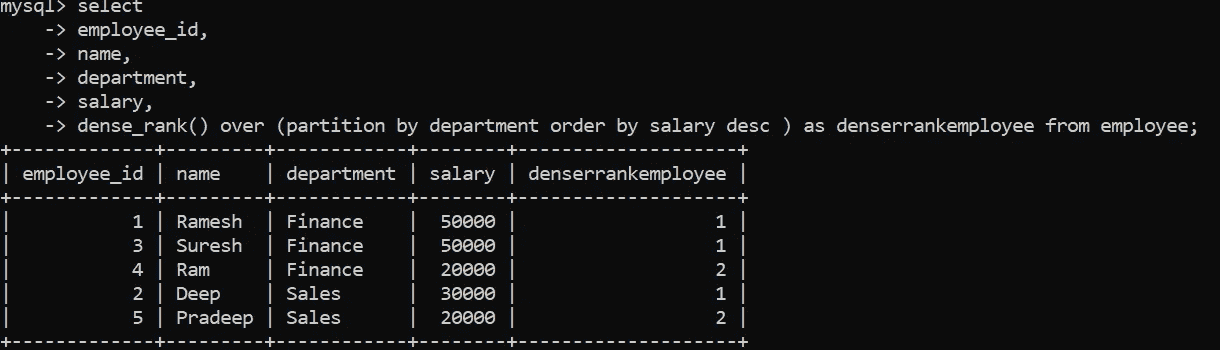 mysql> select
    -> employee_id,
    -> name,
    -> department,
    -> salary,
    -> dense_rank() over (partition by department order by salary desc ) as denserrankemployee from employee;
+-------------+---------+------------+--------+--------------------+
| employee_id | name    | department | salary | denserrankemployee |
+-------------+---------+------------+--------+--------------------+
|           1 | Ramesh  | Finance    |  50000 |                  1 |
|           3 | Suresh  | Finance    |  50000 |                  1 |
|           4 | Ram     | Finance    |  20000 |                  2 |
|           2 | Deep    | Sales      |  30000 |                  1 |
|           5 | Pradeep | Sales      |  20000 |                  2 |
+-------------+---------+------------+--------+--------------------+